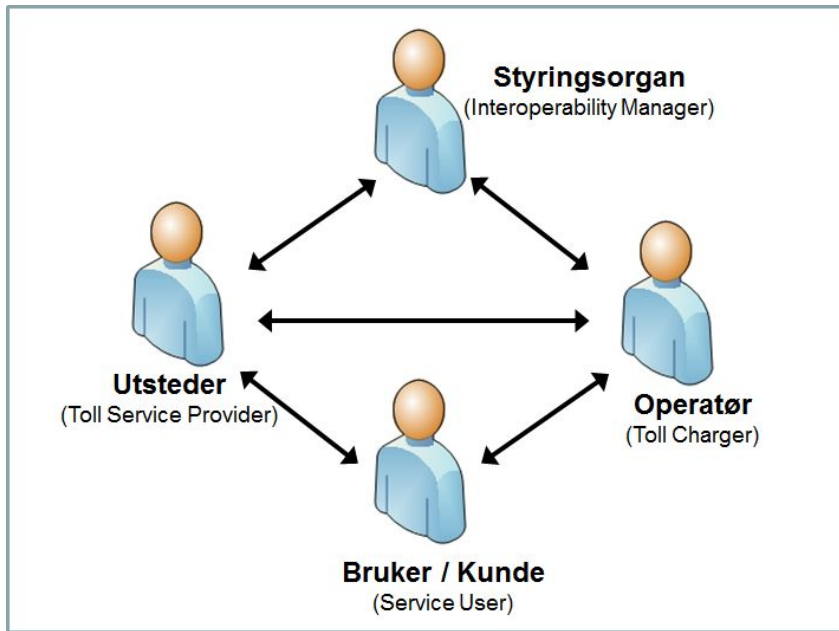 Styringsorgan
(Interoperability Manager)
Utsteder
(Toll Service Provider)
Operatør
(Toll Charger)
Bruker / Kunde
(Service User)